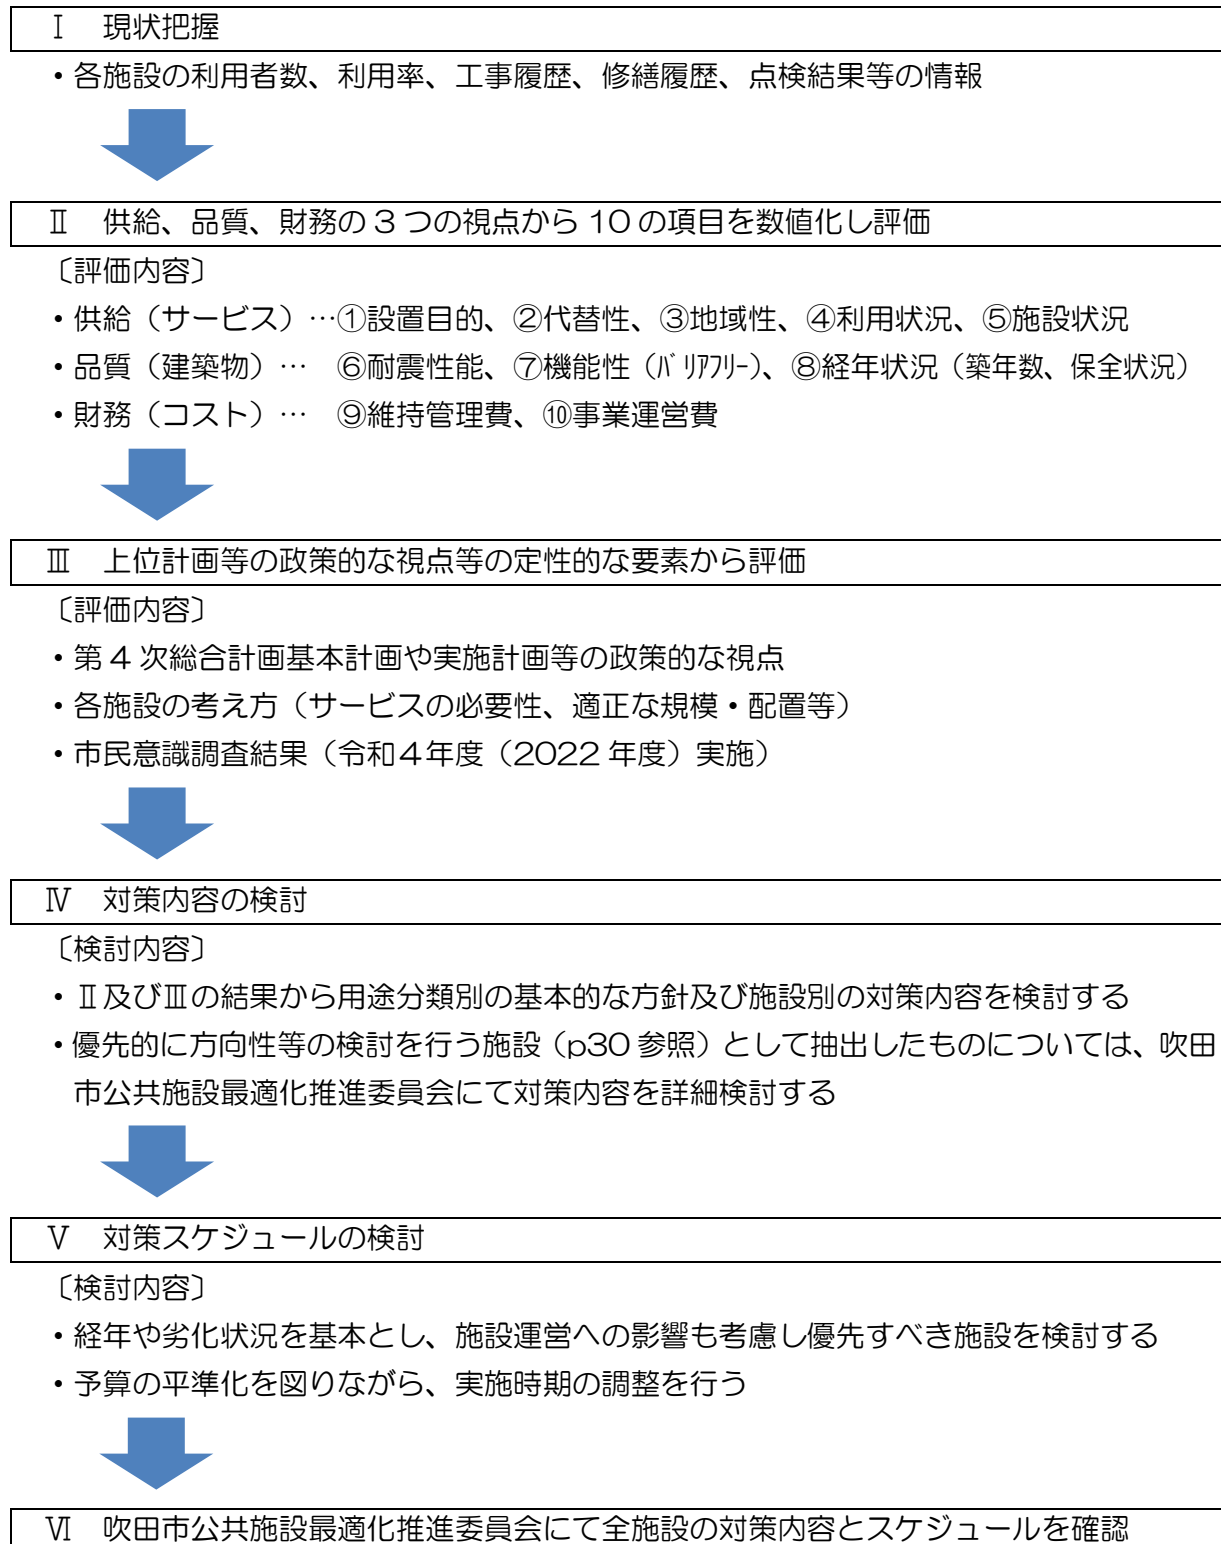 Ⅰ　現状把握
・各施設の利用者数、利用率、工事履歴、修繕履歴、点検結果等の情報
Ⅱ　供給、品質、財務の3つの視点から10の項目を数値化し評価
〔評価内容〕
・供給（サービス）…①設置目的、②代替性、③地域性、④利用状況、⑤施設状況
・品質（建築物）…　⑥耐震性能、⑦機能性（ﾊﾞﾘｱﾌﾘｰ）、⑧経年状況（築年数、保全状況）
・財務（コスト）…　⑨維持管理費、⑩事業運営費
Ⅲ　上位計画等の政策的な視点等の定性的な要素から評価
〔評価内容〕
・第4次総合計画基本計画や実施計画等の政策的な視点
・各施設の考え方（サービスの必要性、適正な規模・配置等）
・市民意識調査結果（令和４年度（2022年度）実施）
Ⅳ　対策内容の検討
〔検討内容〕
・Ⅱ及びⅢの結果から用途分類別の基本的な方針及び施設別の対策内容を検討する
・優先的に方向性等の検討を行う施設（p30参照）として抽出したものについては、吹田
市公共施設最適化推進委員会にて対策内容を詳細検討する
Ⅴ　対策スケジュールの検討
〔検討内容〕
・経年や劣化状況を基本とし、施設運営への影響も考慮し優先すべき施設を検討する
・予算の平準化を図りながら、実施時期の調整を行う
Ⅵ　吹田市公共施設最適化推進委員会にて全施設の対策内容とスケジュールを確認